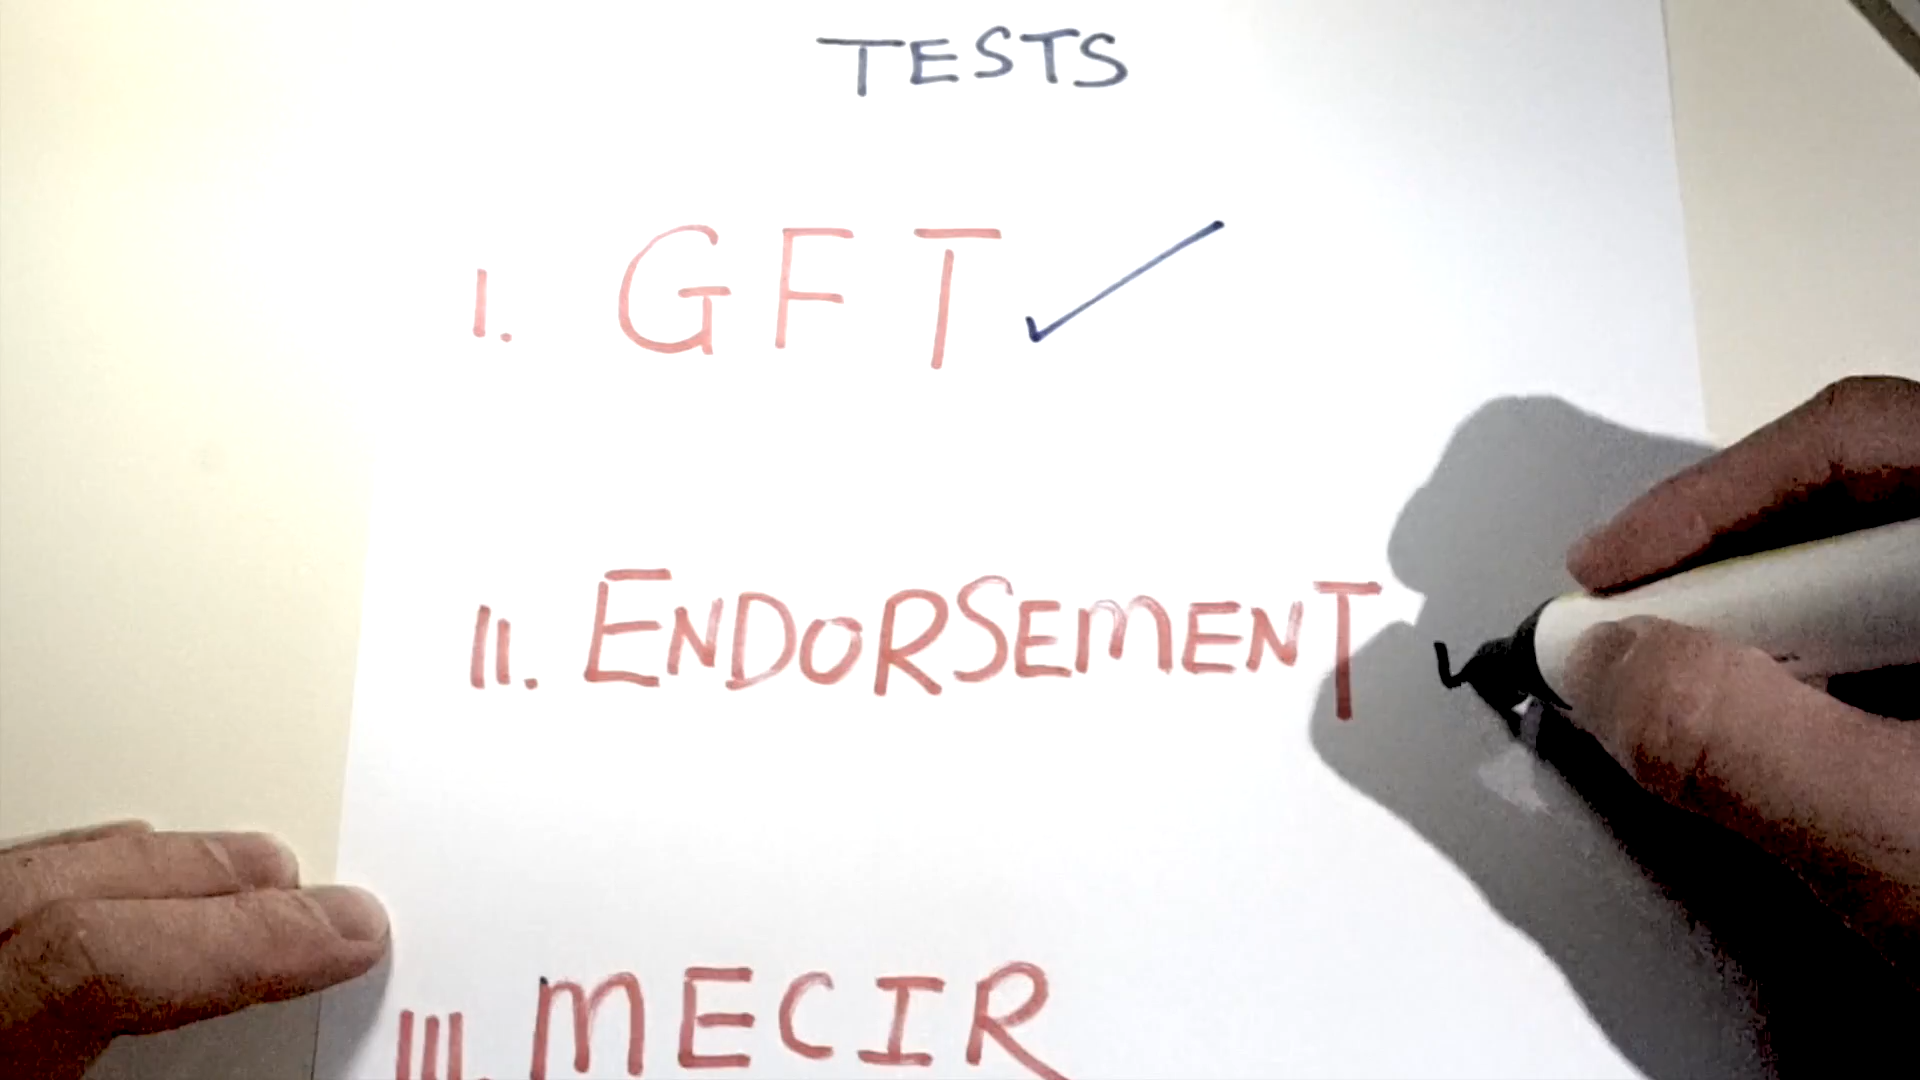 TESTS
I. GFT ✓
II. ENDORSEMENT
III. MECIR